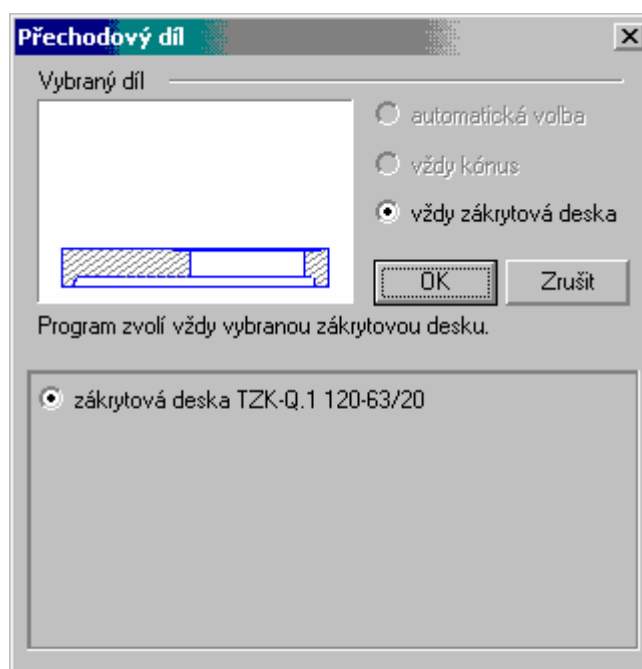 Přechodový díl
Vybraný díl
automatická volba
vždy kónus
vždy zákrytová deska
OK
Zrušit
Program zvolí vždy vybranou zákrytovou desku.
zákrytová deska TZK-Q.1 120-63/20